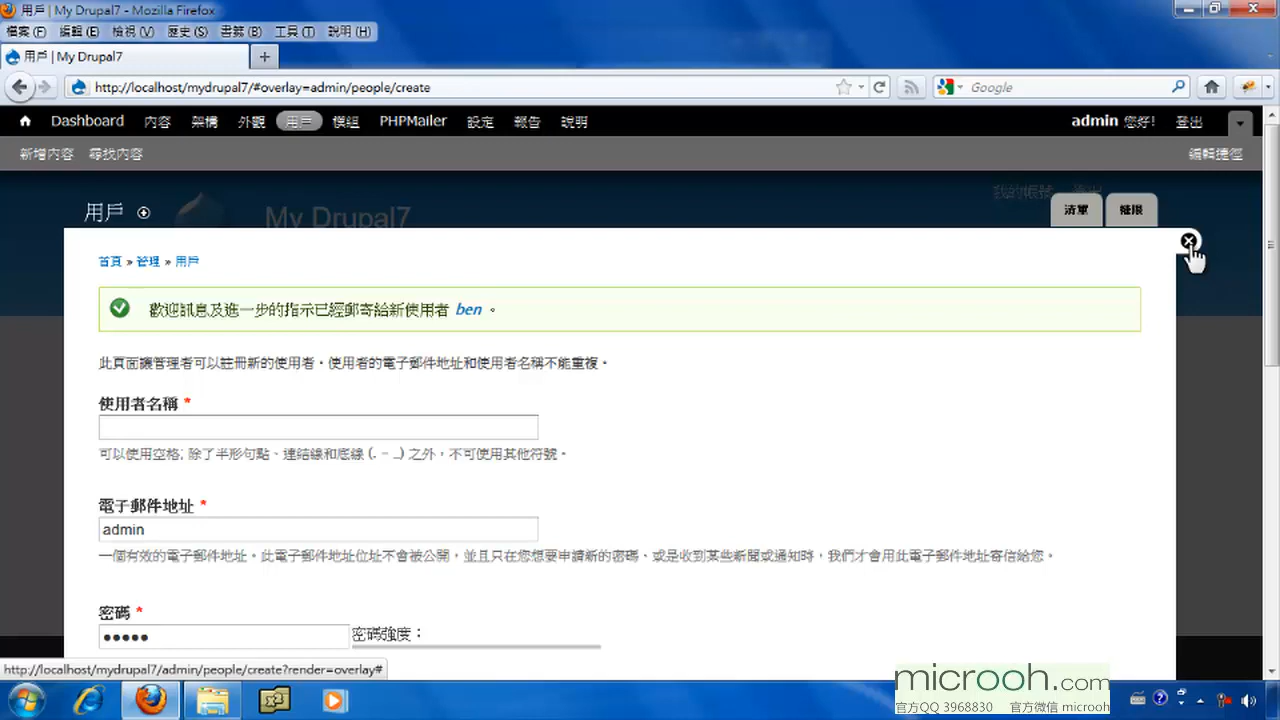 用戶 | My Drupal7 - Mozilla Firefox
檔案(F) 編輯(E) 檢視(V) 歷史(S) 書籤(B) 工具(T) 說明(H)
用戶 | My Drupal7
http://localhost/mydrupal7/#overlay=admin/people/create
Google
Dashboard 內容 架構 外觀 用戶 模組 PHPMailer 設定 報告 說明
admin 您好! 登出
新增內容 尋找內容
編輯捷徑
我的帳號 登出
用戶
My Drupal7
清單 權限
首頁 » 管理 » 用戶
歡迎訊息及進一步的指示已經郵寄給新使用者 ben 。
此頁面讓管理者可以註冊新的使用者。使用者的電子郵件地址和使用者名稱不能重複。
使用者名稱 *
可以使用空格; 除了半形句點、連結線和底線 (. - _) 之外，不可使用其他符號。
電子郵件地址 *
admin
一個有效的電子郵件地址。此電子郵件地址位址不會被公開，並且只在您想要申請新的密碼、或是收到某些新聞或通知時，我們才會用此電子郵件地址寄信給您。
密碼 *
●●●●●
密碼強度：
http://localhost/mydrupal7/admin/people/create?render=overlay#
microoh.com
官方QQ 3968830 官方微信 microoh